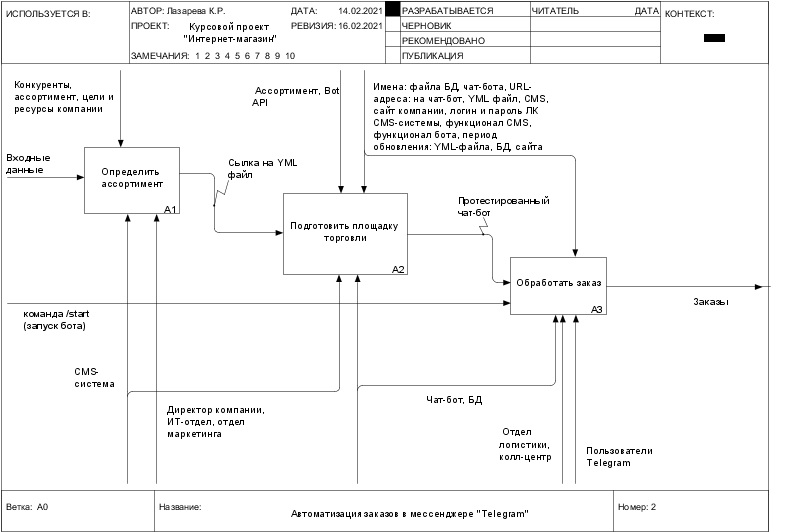 ИСПОЛЬЗУЕТСЯ В:
АВТОР: Лазарева К.Р.
ДАТА: 14.02.2021
ПРОЕКТ: Курсовой проект
"Интернет-магазин"
РЕВИЗИЯ: 16.02.2021
ЗАМЕЧАНИЯ: 1 2 3 4 5 6 7 8 9 10
РАЗРАБАТЫВАЕТСЯ
ЧЕРНОВИК
РЕКОМЕНДОВАНО
ПУБЛИКАЦИЯ
ЧИТАТЕЛЬ ДАТА
КОНТЕКСТ:
Конкуренты,
ассортимент, цели и
ресурсы компании
Ассортимент, Bot
API
Имена: файла БД, чат-бота, URL-
адреса: на чат-бот, YML файл, CMS,
сайт компании, логин и пароль ЛК
CMS-системы, функционал CMS,
функционал бота, период
обновления: YML-файла, БД, сайта
Входные
данные
Определить
ассортимент
A1
Сылка на YML
файл
Подготовить площадку
торговли
A2
Протестированный
чат-бот
Обработать заказ
A3
Заказы
команда /start
(запуск бота)
CMS-
система
Директор компании,
ИТ-отдел, отдел
маркетинга
Чат-бот, БД
Отдел
логистики,
колл-центр
Пользователи
Telegram
Ветка: A0
Название:
Автоматизация заказов в мессенджере "Telegram"
Номер: 2